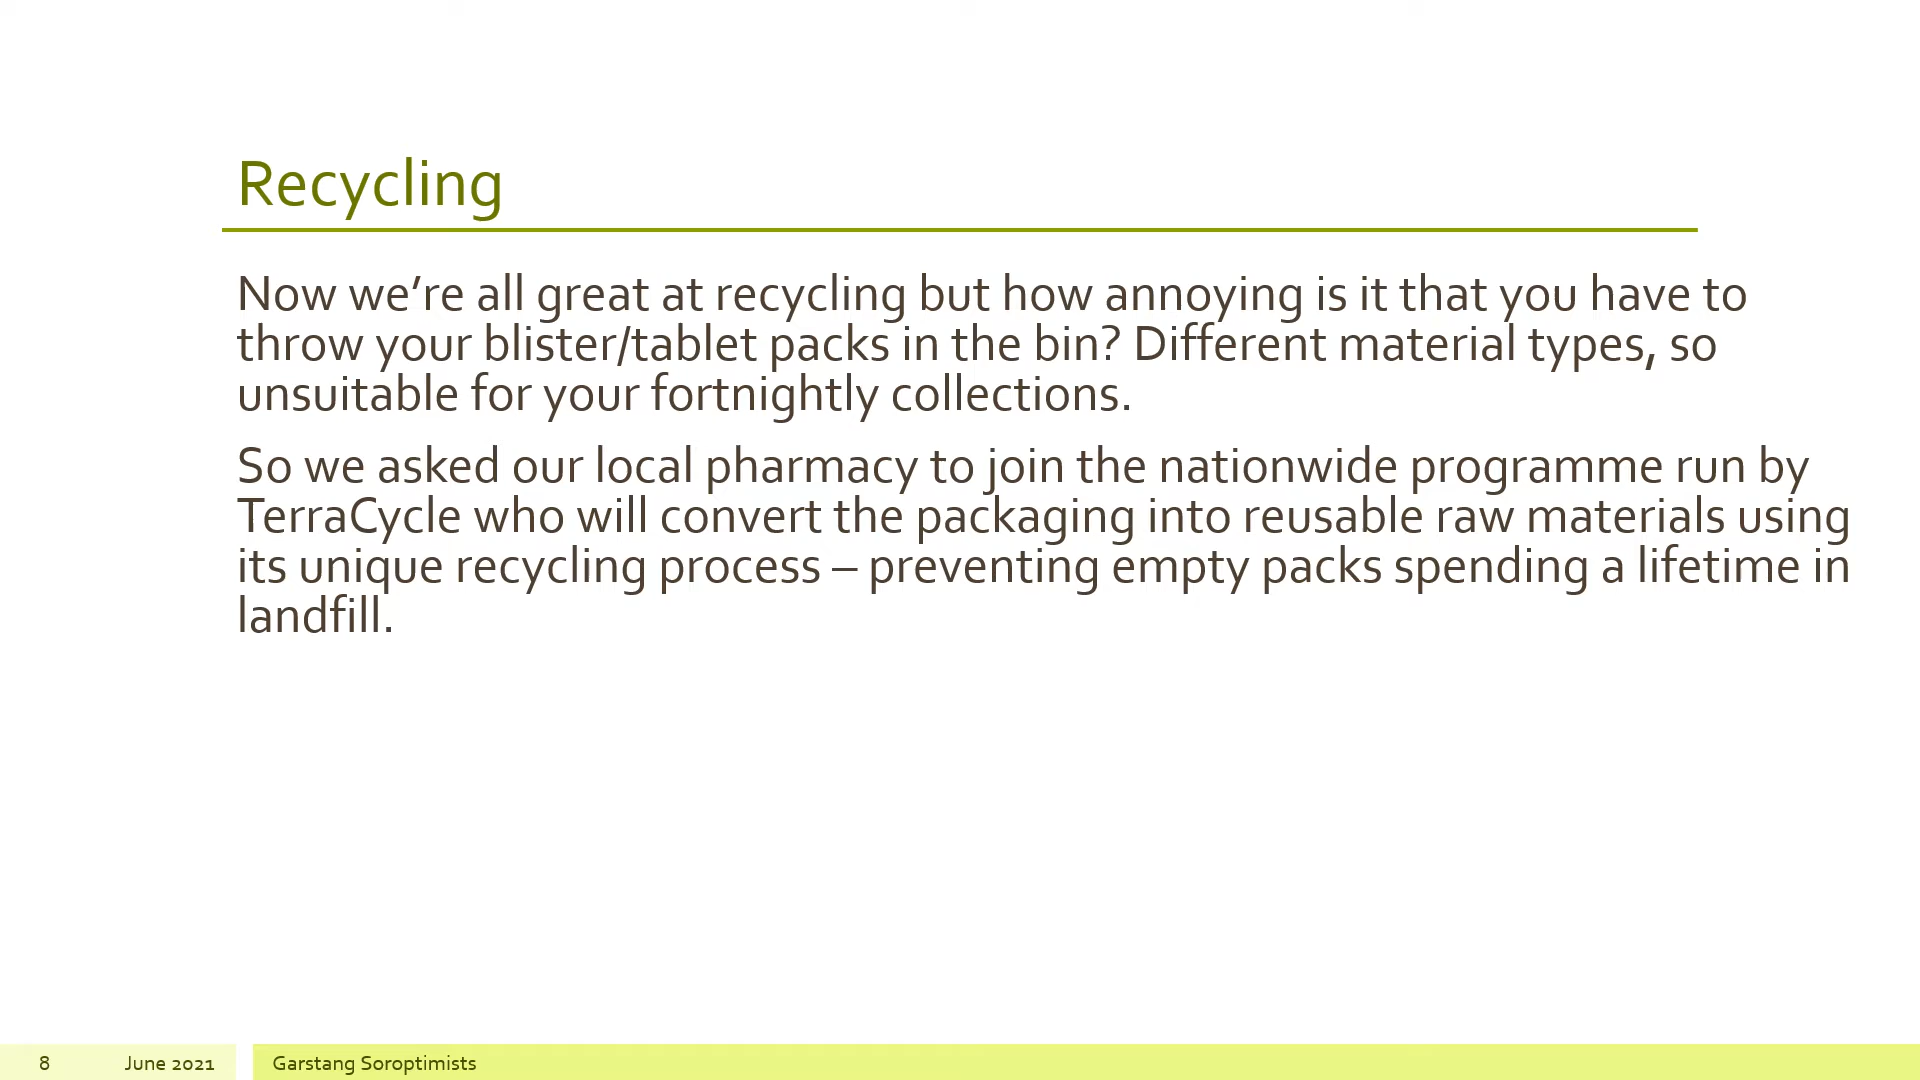 Recycling
Now we’re all great at recycling but how annoying is it that you have to
throw your blister/tablet packs in the bin? Different material types, so
unsuitable for your fortnightly collections.
So we asked our local pharmacy to join the nationwide programme run by
TerraCycle who will convert the packaging into reusable raw materials using
its unique recycling process – preventing empty packs spending a lifetime in
landfill.
8 June 2021 Garstang Soroptimists